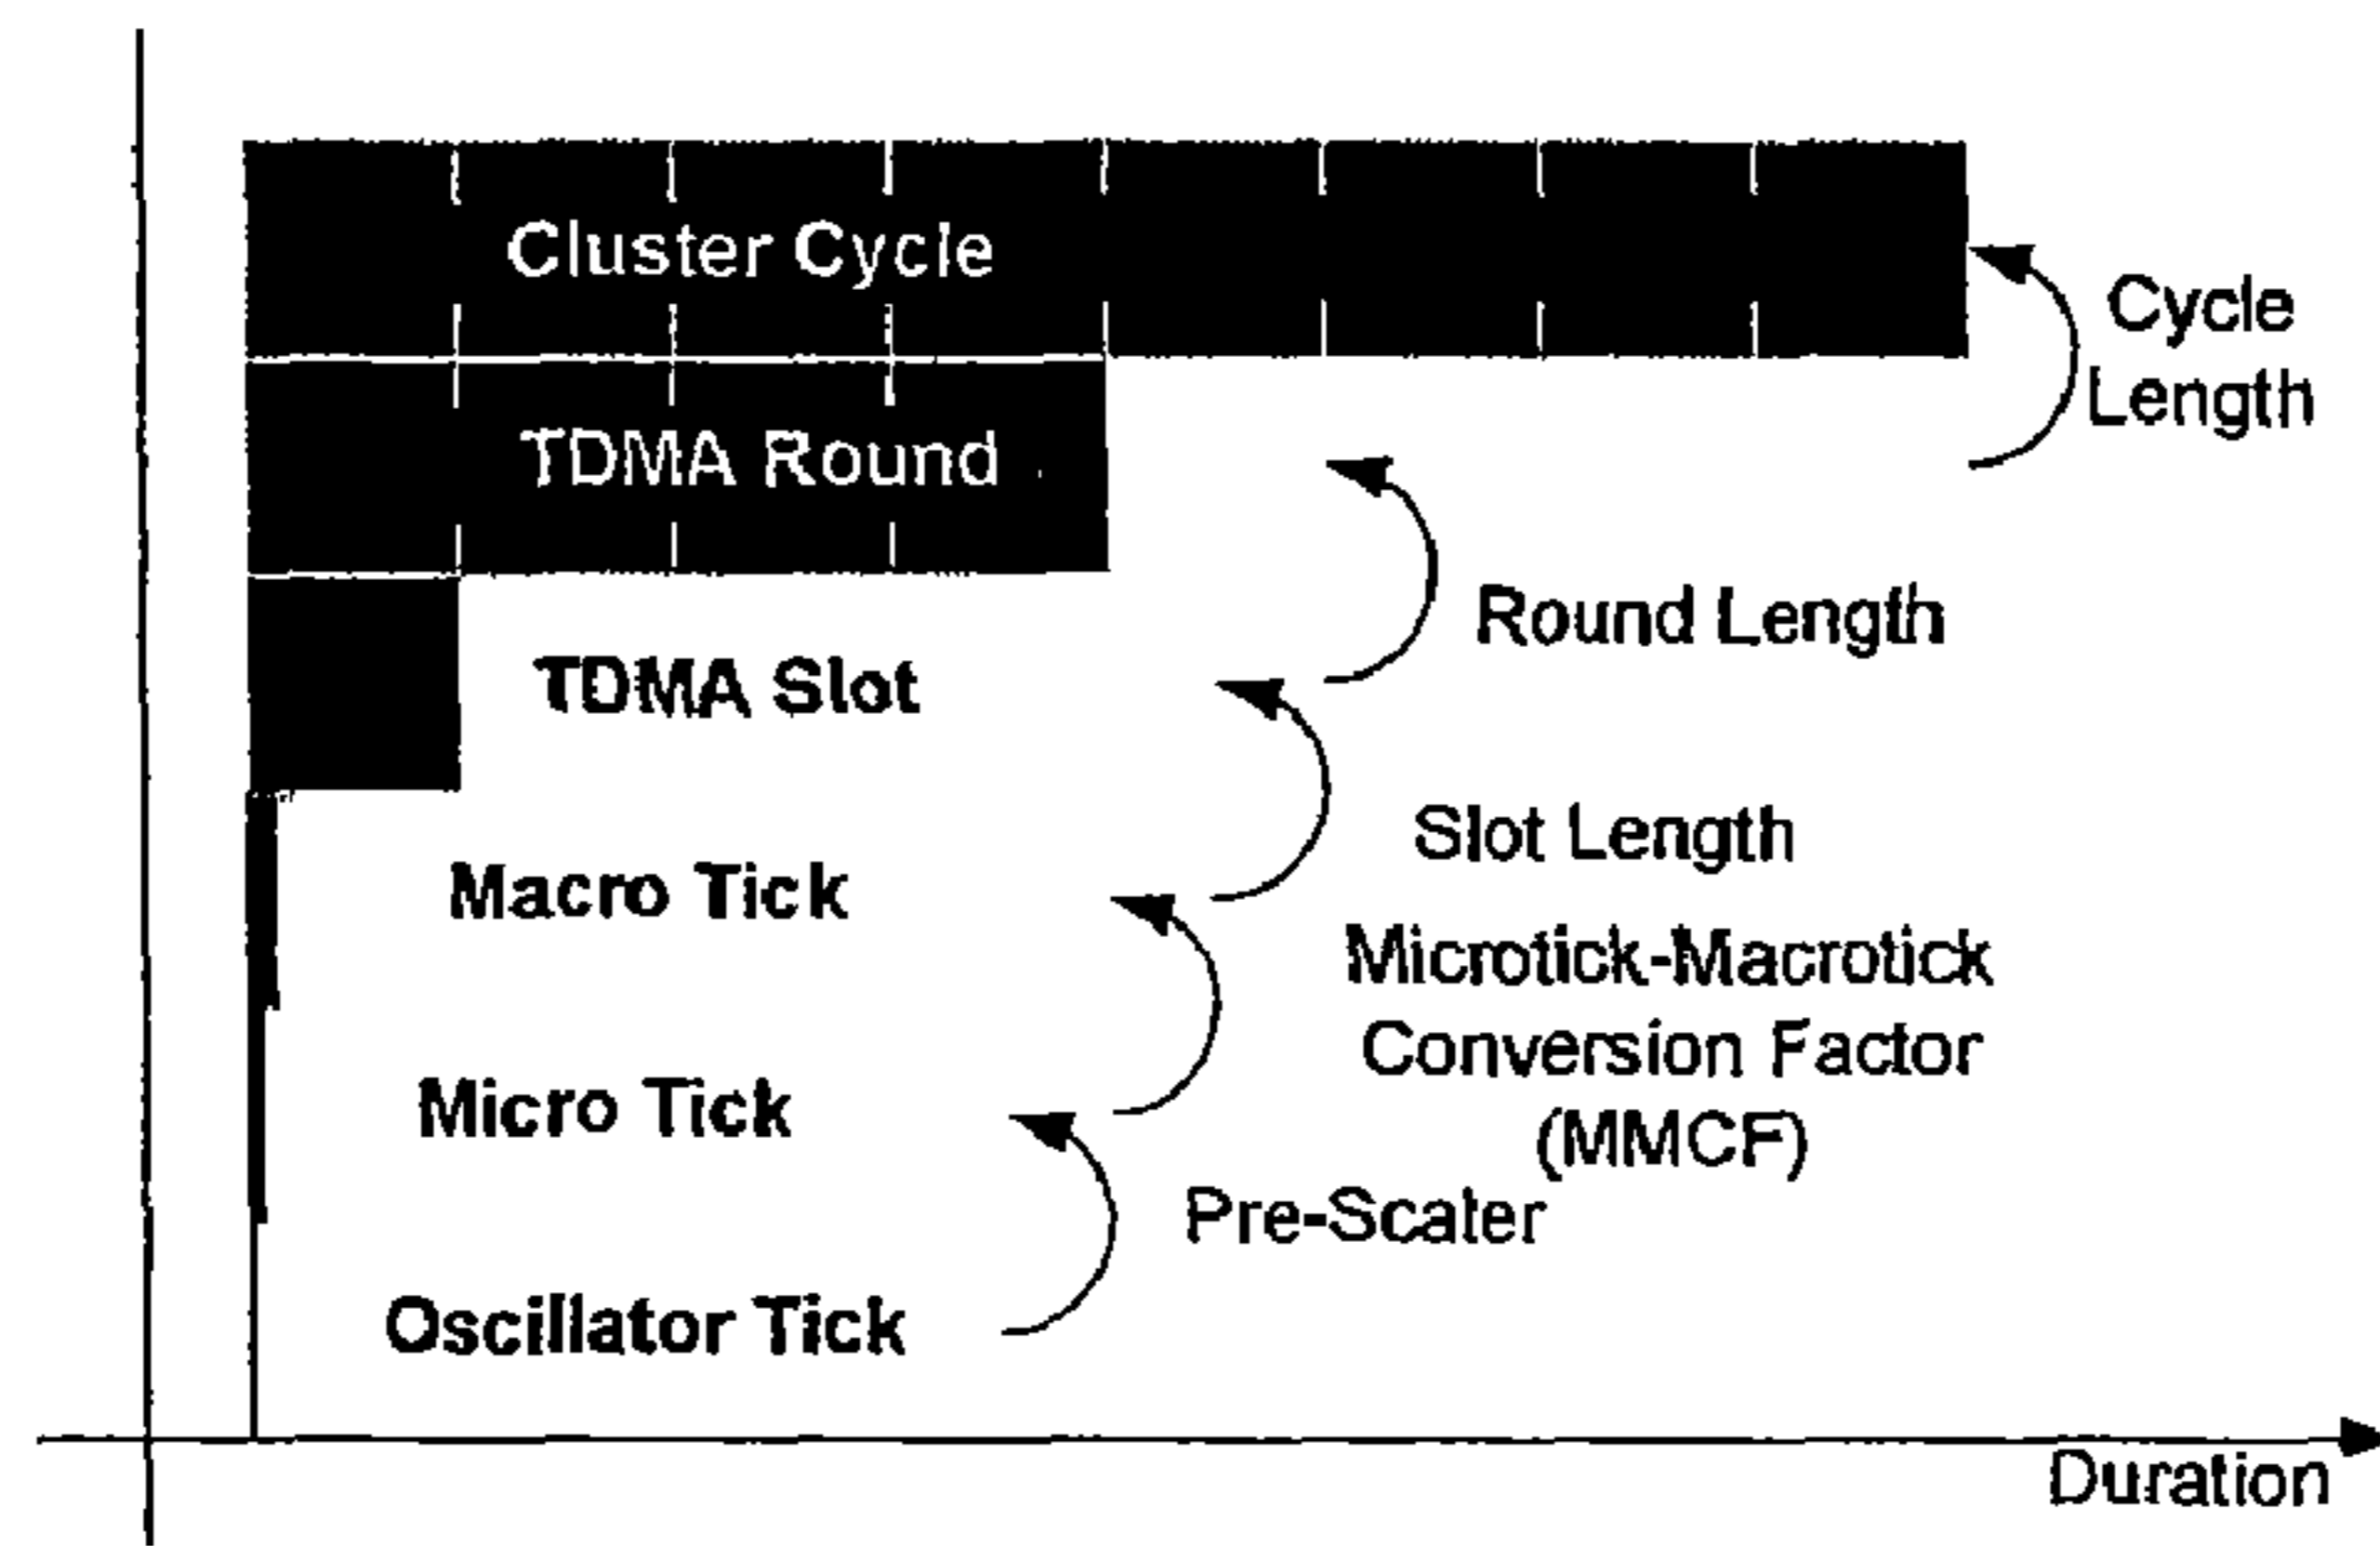 Cluster Cycle
Cycle
Length
TDMA Round
Round Length
TDMA Slot
Slot Length
Macro Tick
Microtick-Macrotick
Conversion Factor
(MMCF)
Micro Tick
Pre-Scater
Oscillator Tick
Duration